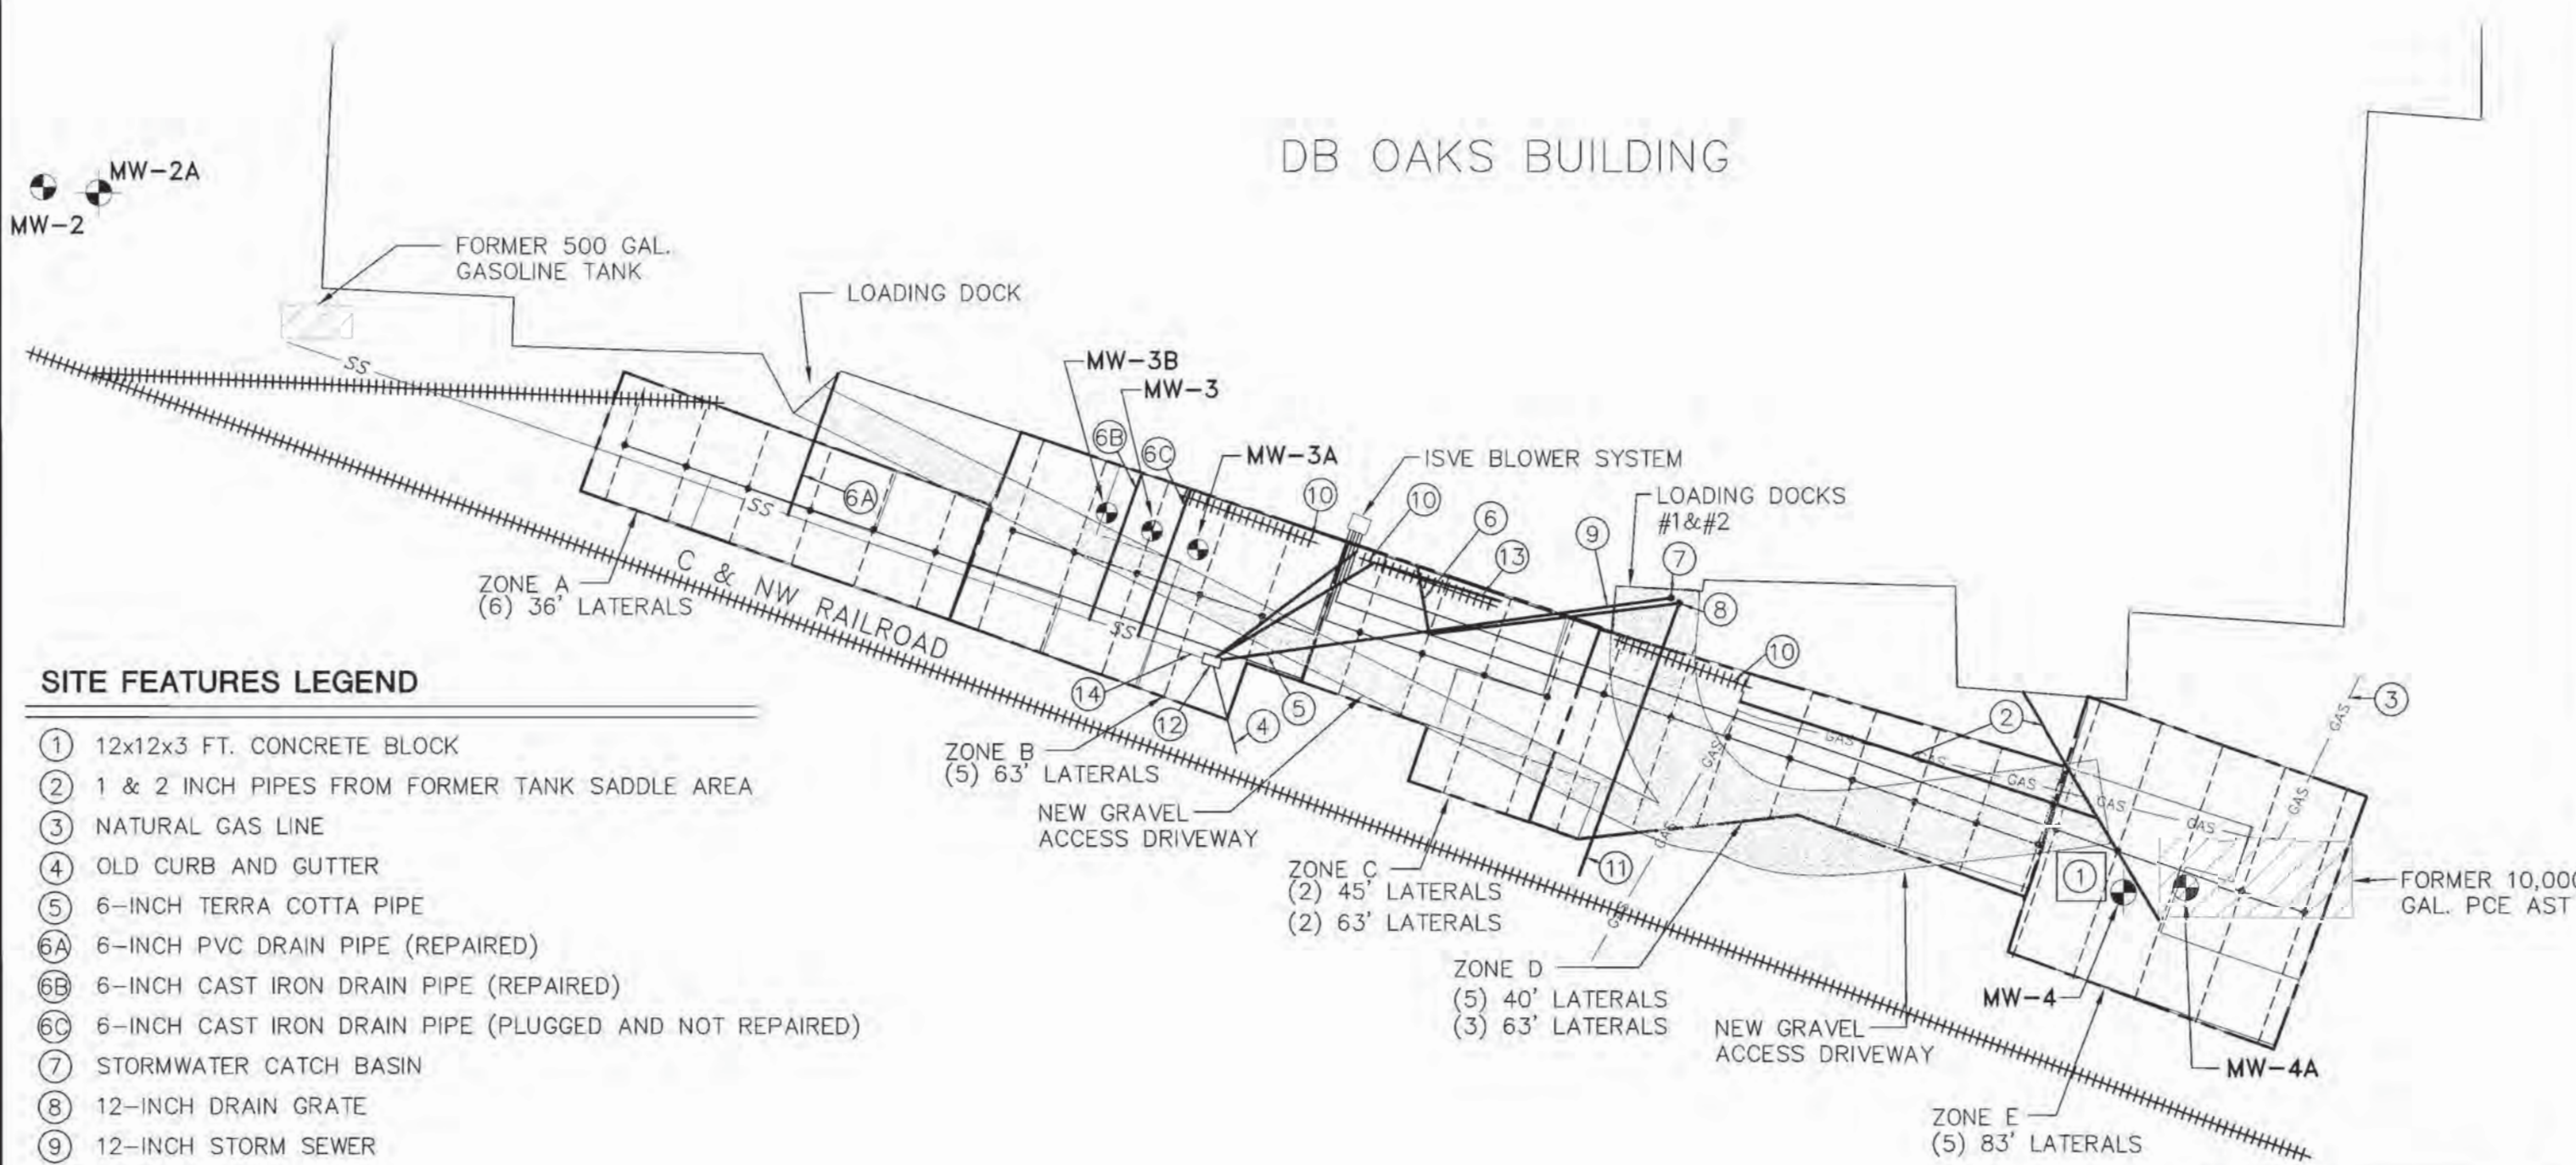 DB OAKS BUILDING
MW-2A
MW-2
FORMER 500 GAL.
GASOLINE TANK
LOADING DOCK
SS
MW-3B
MW-3
6B
6C
MW-3A
10
ISVE BLOWER SYSTEM
10
6
13
9
LOADING DOCKS
#1&#2
7
8
6A
SS
C & NW RAILROAD
ZONE A
(6) 36' LATERALS
SS
14
12
5
4
ZONE B
(5) 63' LATERALS
NEW GRAVEL
ACCESS DRIVEWAY
10
2
3
GAS
GAS
GAS
GAS
GAS
GAS
GAS
GAS
GAS
11
1
ZONE C
(2) 45' LATERALS
(2) 63' LATERALS
ZONE D
(5) 40' LATERALS
(3) 63' LATERALS
NEW GRAVEL
ACCESS DRIVEWAY
MW-4
MW-4A
FORMER 10,000
GAL. PCE AST
ZONE E
(5) 83' LATERALS
SITE FEATURES LEGEND
1 12x12x3 FT. CONCRETE BLOCK
2 1 & 2 INCH PIPES FROM FORMER TANK SADDLE AREA
3 NATURAL GAS LINE
4 OLD CURB AND GUTTER
5 6-INCH TERRA COTTA PIPE
6A 6-INCH PVC DRAIN PIPE (REPAIRED)
6B 6-INCH CAST IRON DRAIN PIPE (REPAIRED)
6C 6-INCH CAST IRON DRAIN PIPE (PLUGGED AND NOT REPAIRED)
7 STORMWATER CATCH BASIN
8 12-INCH DRAIN GRATE
9 12-INCH STORM SEWER